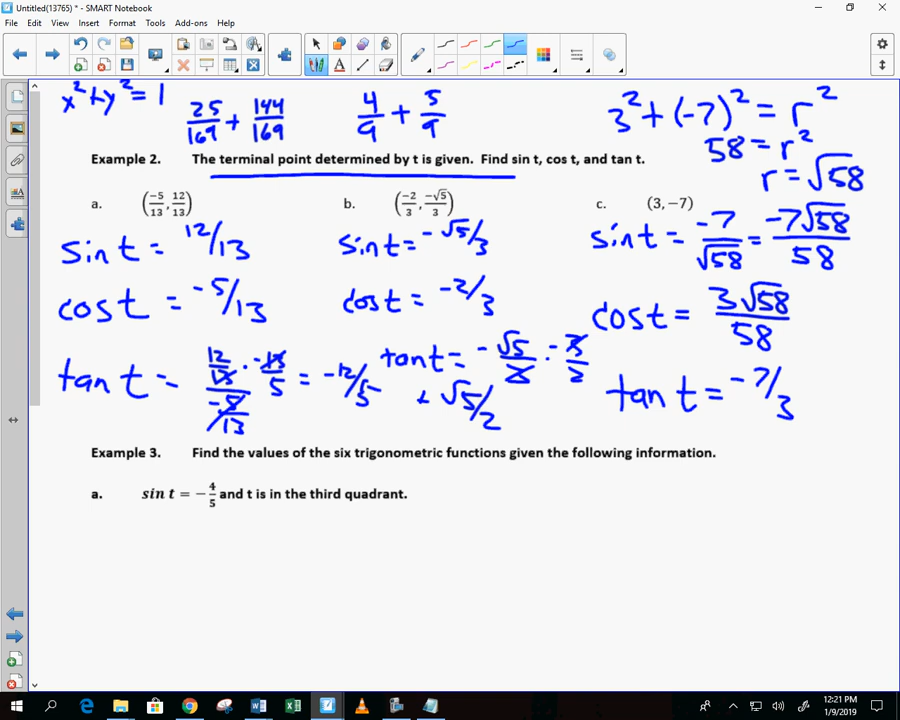 Untitled(13765) * - SMART Notebook
File Edit View Insert Format Tools Add-ons Help
x² + y² = 1
25/169 + 144/169
4/9 + 5/9
3² + (-7)² = r²
58 = r²
r = √58
Example 2. The terminal point determined by t is given. Find sin t, cos t, and tan t.
a. (-5/13, 12/13) b. (-2/3, -√5/3) c. (3, -7)
sin t = 12/13
sin t = -√5/3
sin t = -7/√58 = -7√58/58
cos t = -5/13
cos t = -2/3
cos t = 3√58/58
tan t = 12/13 · -13/5 = -12/5
-5/13
tan t = -√5/3 · -3/2
+ √5/2
tan t = -7/3
Example 3. Find the values of the six trigonometric functions given the following information.
a. sin t = -4/5 and t is in the third quadrant.
12:21 PM
1/9/2019